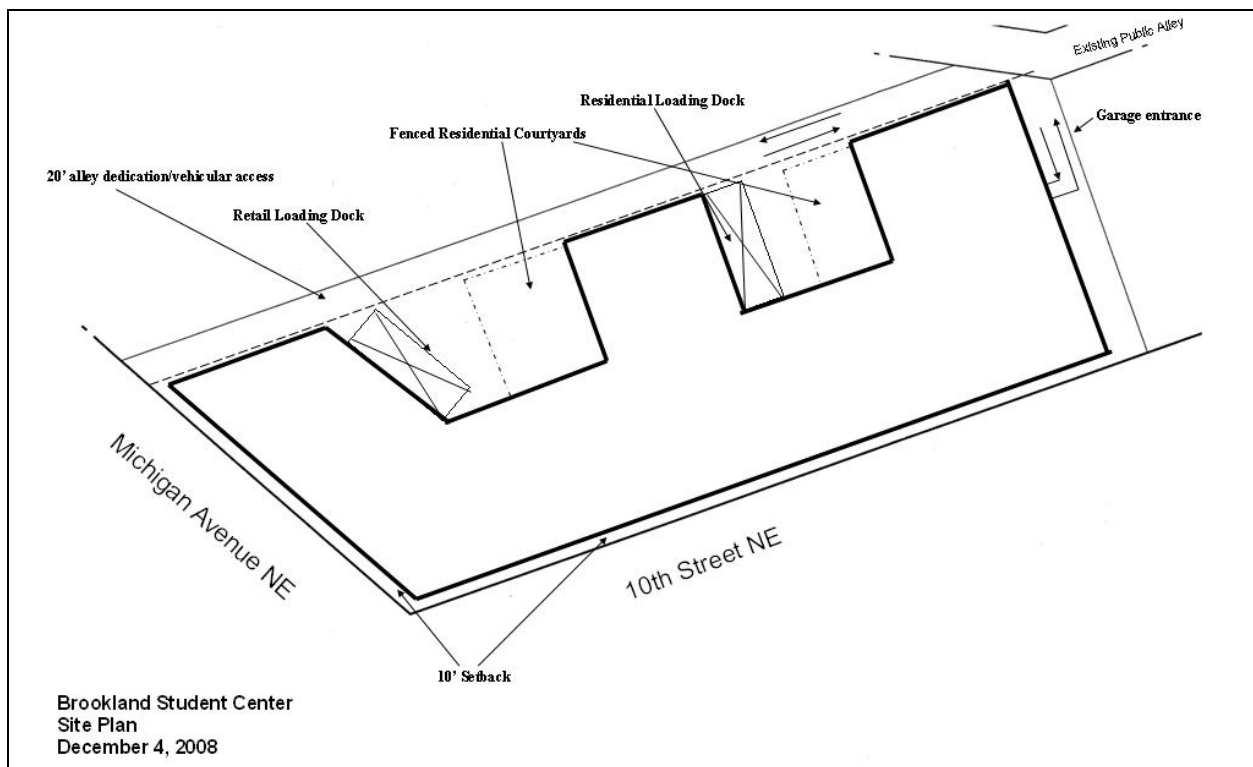 Existing Public Alley
Residential Loading Dock
Garage entrance
Fenced Residential Courtyards
20' alley dedication/vehicular access
Retail Loading Dock
Michigan Avenue NE
10th Street NE
10' Setback
Brookland Student Center
Site Plan
December 4, 2008